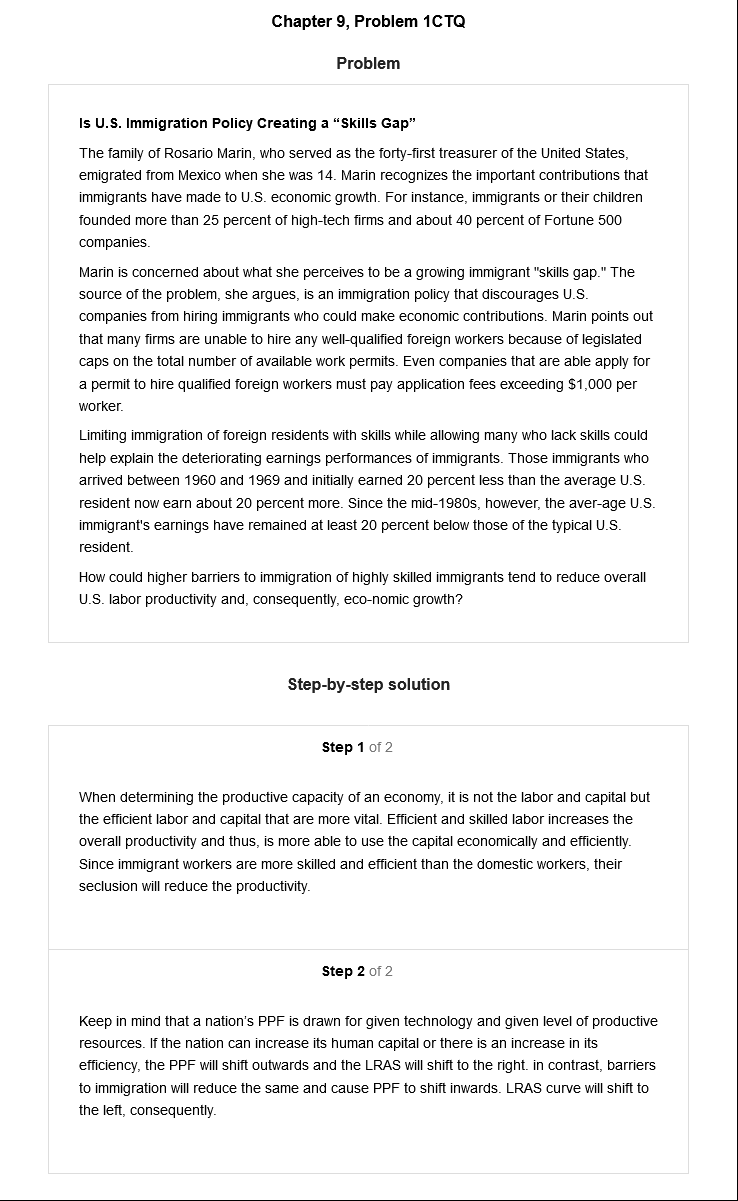 Chapter 9, Problem 1CTQ
Problem
Is U.S. Immigration Policy Creating a “Skills Gap”
The family of Rosario Marin, who served as the forty-first treasurer of the United States,
emigrated from Mexico when she was 14. Marin recognizes the important contributions that
immigrants have made to U.S. economic growth. For instance, immigrants or their children
founded more than 25 percent of high-tech firms and about 40 percent of Fortune 500
companies.
Marin is concerned about what she perceives to be a growing immigrant "skills gap." The
source of the problem, she argues, is an immigration policy that discourages U.S.
companies from hiring immigrants who could make economic contributions. Marin points out
that many firms are unable to hire any well-qualified foreign workers because of legislated
caps on the total number of available work permits. Even companies that are able apply for
a permit to hire qualified foreign workers must pay application fees exceeding $1,000 per
worker.
Limiting immigration of foreign residents with skills while allowing many who lack skills could
help explain the deteriorating earnings performances of immigrants. Those immigrants who
arrived between 1960 and 1969 and initially earned 20 percent less than the average U.S.
resident now earn about 20 percent more. Since the mid-1980s, however, the aver-age U.S.
immigrant's earnings have remained at least 20 percent below those of the typical U.S.
resident.
How could higher barriers to immigration of highly skilled immigrants tend to reduce overall
U.S. labor productivity and, consequently, eco-nomic growth?
Step-by-step solution
Step 1 of 2
When determining the productive capacity of an economy, it is not the labor and capital but
the efficient labor and capital that are more vital. Efficient and skilled labor increases the
overall productivity and thus, is more able to use the capital economically and efficiently.
Since immigrant workers are more skilled and efficient than the domestic workers, their
seclusion will reduce the productivity.
Step 2 of 2
Keep in mind that a nation’s PPF is drawn for given technology and given level of productive
resources. If the nation can increase its human capital or there is an increase in its
efficiency, the PPF will shift outwards and the LRAS will shift to the right. in contrast, barriers
to immigration will reduce the same and cause PPF to shift inwards. LRAS curve will shift to
the left, consequently.